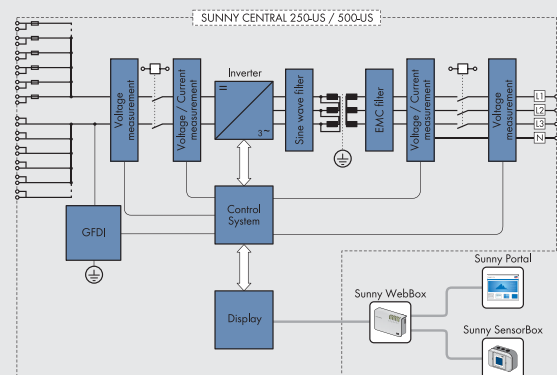 SUNNY CENTRAL 250-US / 500-US
Voltage
measurement
Voltage / Current
measurement
Inverter
3~
Sine wave filter
EMC filter
Voltage / Current
measurement
Voltage
measurement
L1
L2
L3
N
GFDI
Control
System
Display
Sunny WebBox
Sunny Portal
Sunny SensorBox